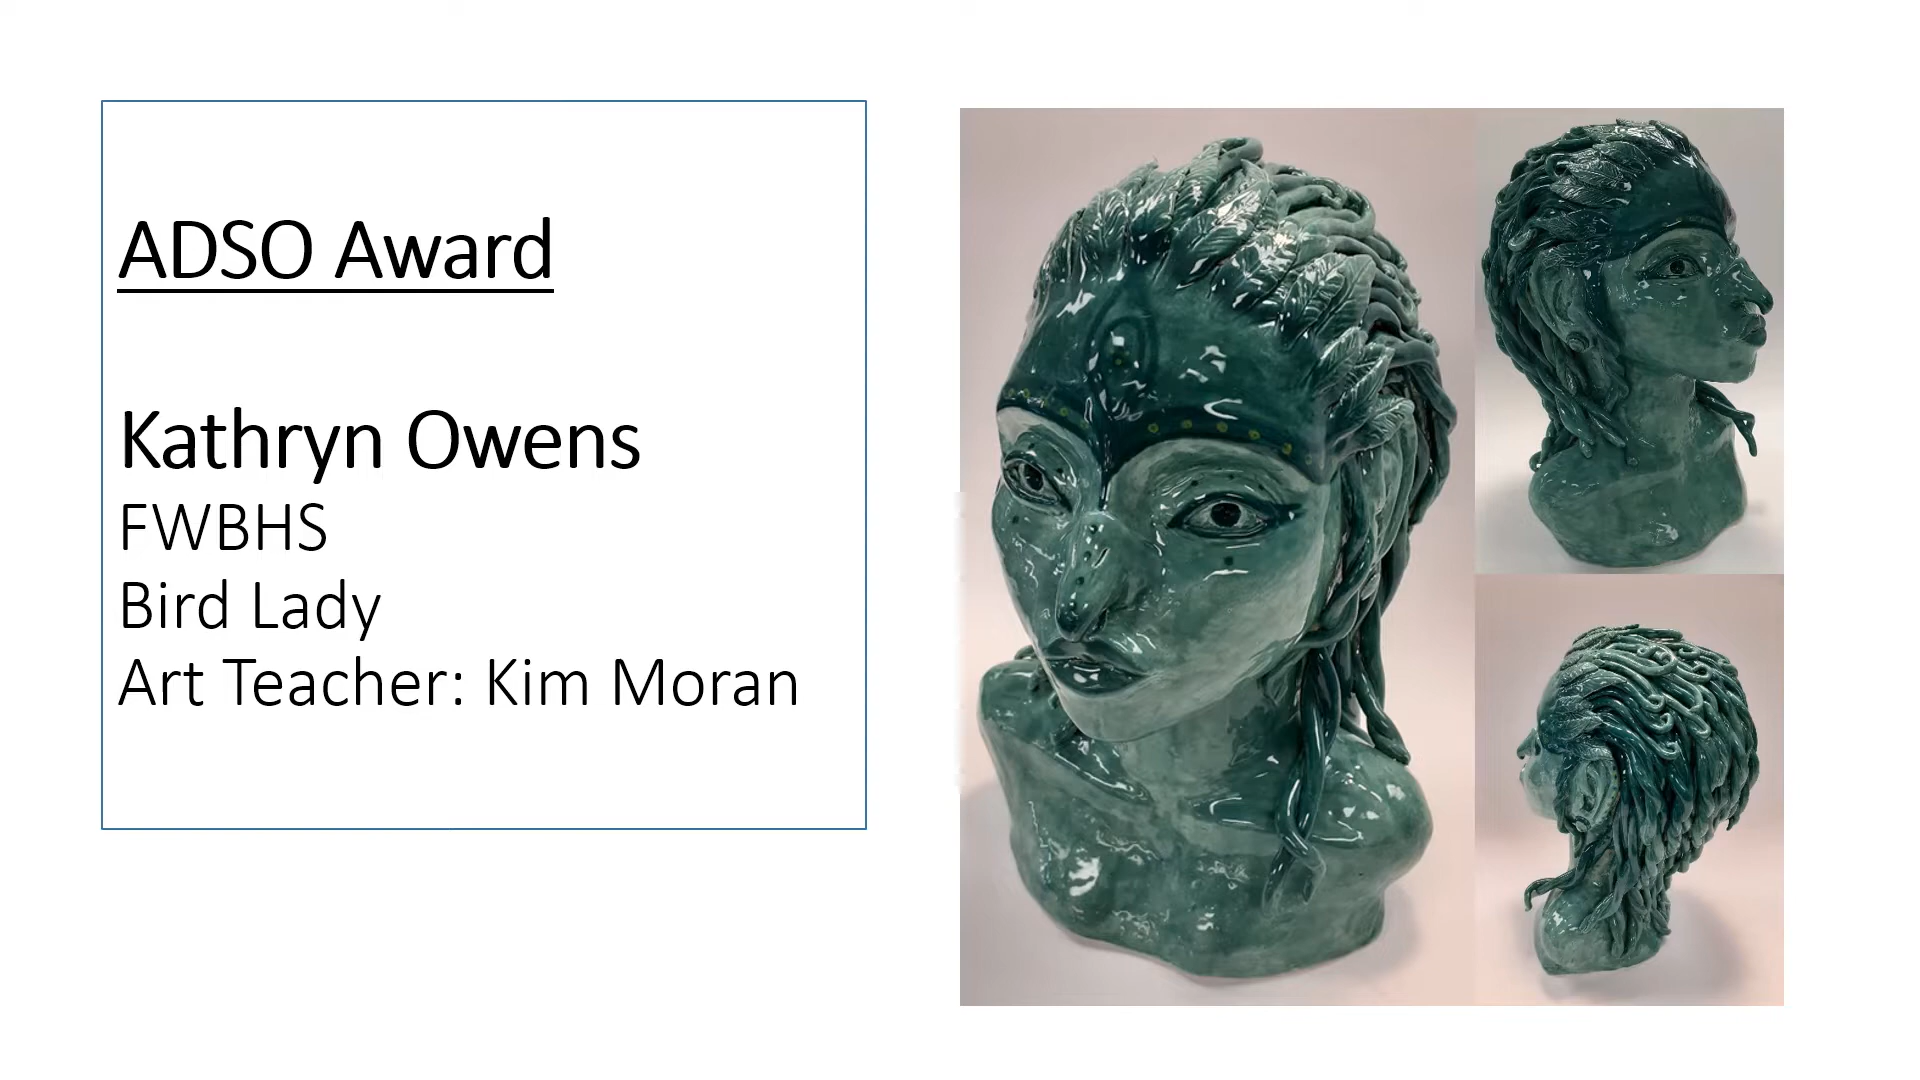 ADSO Award
Kathryn Owens
FWBHS
Bird Lady
Art Teacher: Kim Moran